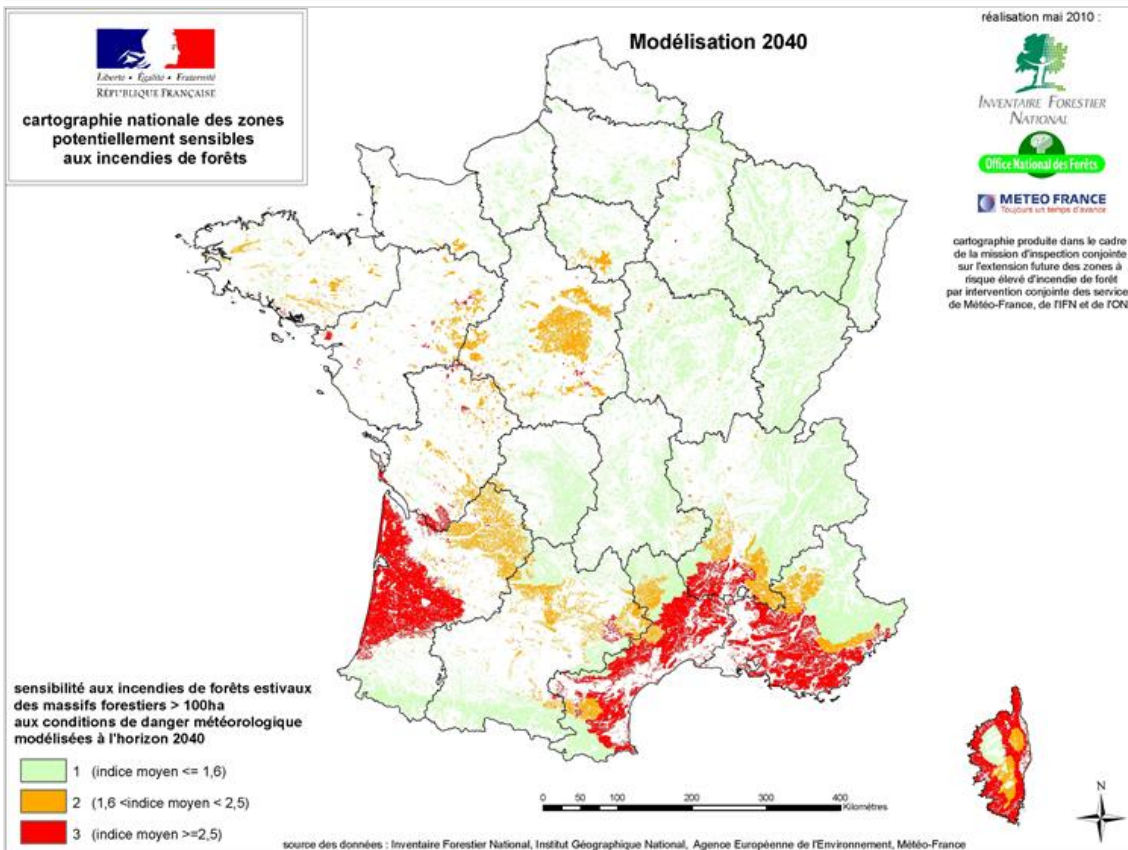 Liberté • Égalité • Fraternité
RÉPUBLIQUE FRANÇAISE
cartographie nationale des zones
potentiellement sensibles
aux incendies de forêts
Modélisation 2040
réalisation mai 2010 :
INVENTAIRE FORESTIER
NATIONAL
Office National des Forêts
METEO FRANCE
Toujours un temps d'avance
cartographie produite dans le cadre
de la mission d'inspection conjointe
sur l'extension future des zones à
risque élevé d'incendie de forêt
par intervention conjointe des service
de Météo-France, de l'IFN et de l'ON
sensibilité aux incendies de forêts estivaux
des massifs forestiers > 100ha
aux conditions de danger météorologique
modélisées à l'horizon 2040
1 (indice moyen <= 1,6)
2 (1,6 <indice moyen < 2,5)
3 (indice moyen >=2,5)
0 50 100 200 300 400
Kilomètres
N
source des données : Inventaire Forestier National, Institut Géographique National, Agence Européenne de l'Environnement, Météo-France